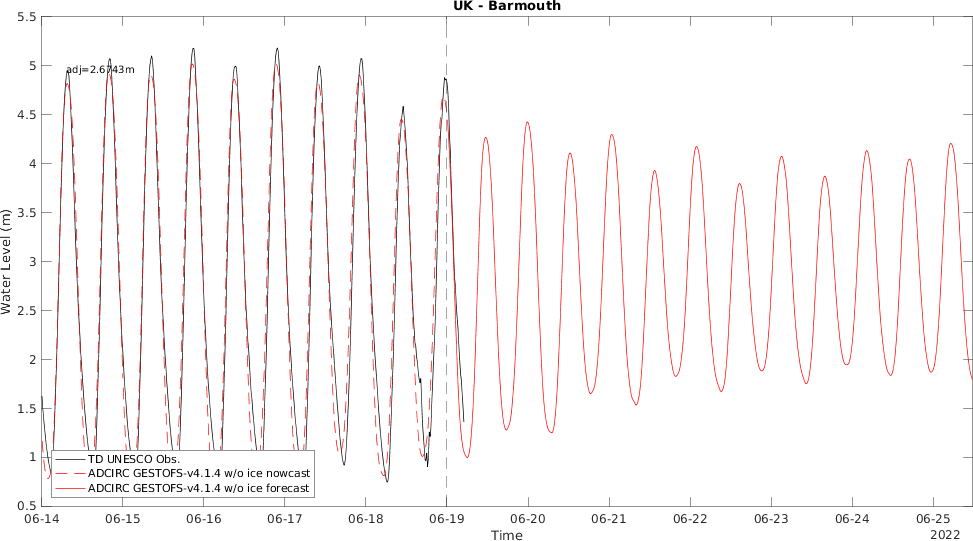 UK - Barmouth
5.5
5
4.5
4
3.5
3
2.5
2
1.5
1
0.5
Water Level (m)
adj=2.6743m
TD UNESCO Obs.
ADCIRC GESTOFS-v4.1.4 w/o ice nowcast
ADCIRC GESTOFS-v4.1.4 w/o ice forecast
06-14 06-15 06-16 06-17 06-18 06-19 06-20 06-21 06-22 06-23 06-24 06-25
Time
2022